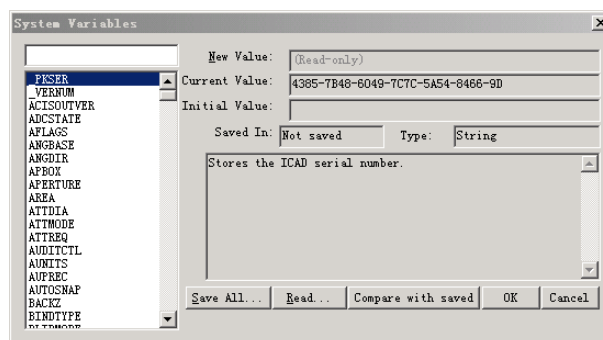 System Variables
New Value: (Read-only)
_PKSER
Current Value: 4385-7B48-6049-7C7C-5A54-8466-9D
_VERNUM
ACISOUTVER
Initial Value:
ADCSTATE
AFLAGS
Saved In: Not saved Type: String
ANGBASE
ANGDIR
Stores the ICAD serial number.
APBOX
APERTURE
AREA
ATTDIA
ATTMODE
ATTREQ
AUDITCTL
AUNITS
AUPREC
AUTOSNAP
BACKZ
BINDTYPE
Save All... Read... Compare with saved OK Cancel